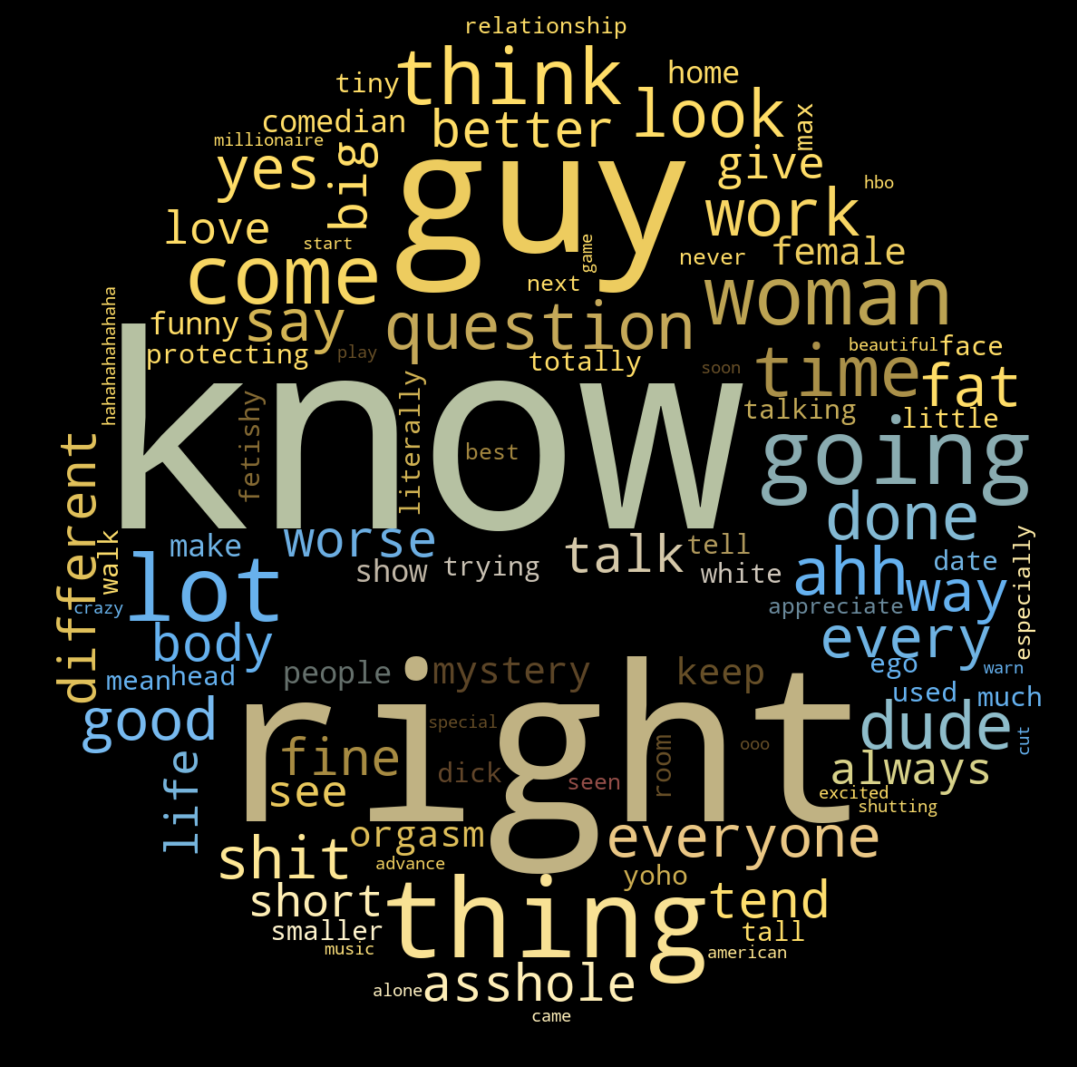 relationship
think
home
tiny
look
max
comedian
better
millionaire
yes
big
guy
give
hbo
work
love
start
game
female
never
come
next
woman
hahahahahaha
funny
say
question
protecting
play
totally
soon
beautiful
face
time
fat
know
fetishy
literally
best
talking
little
going
different
walk
make
worse
show
trying
talk
tell
white
done
ahh
date
especially
crazy
lot
appreciate
way
body
every
mean
head
people
mystery
right
keep
ego
warn
used
much
good
special
ooo
dude
cut
life
fine
see
dick
seen
room
always
excited
shutting
shit
orgasm
advance
everyone
yoho
short
thing
tend
smaller
tall
music
american
alone
asshole
came